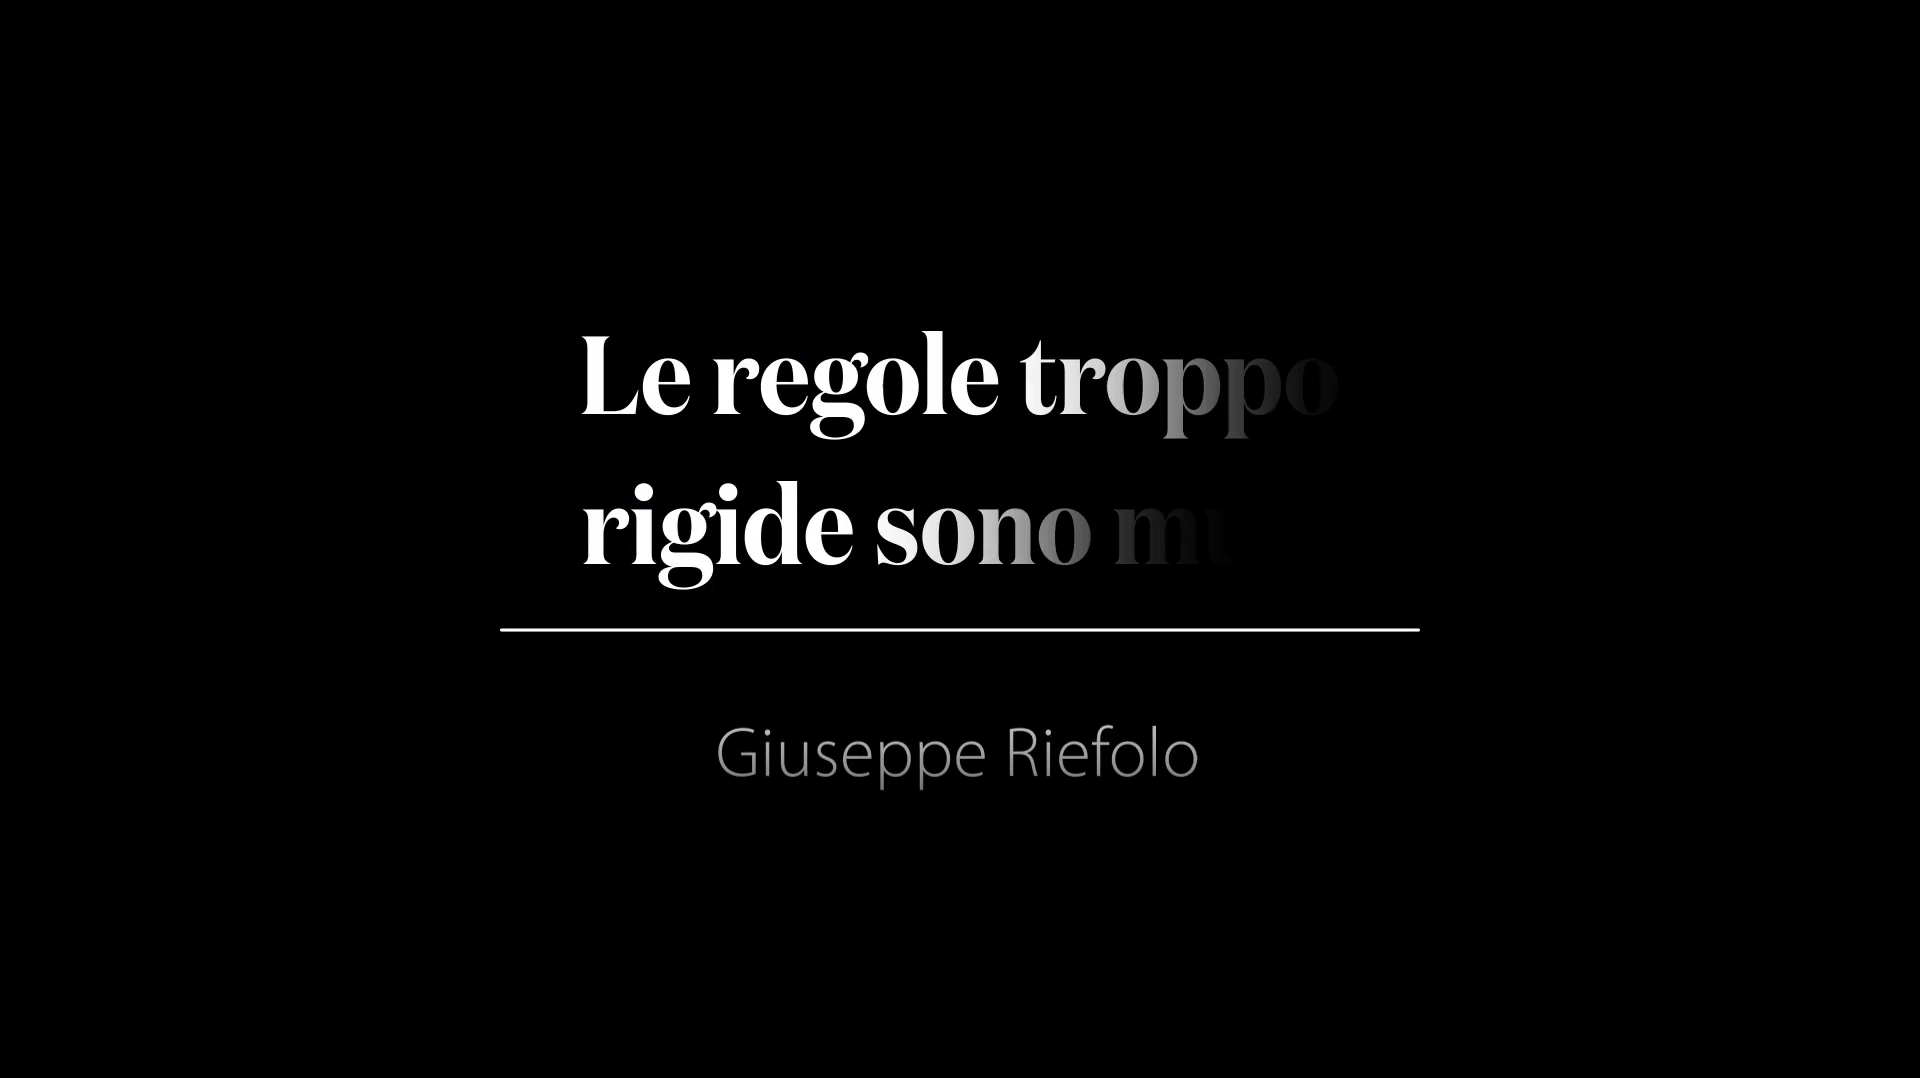 Le regole troppo
rigide sono
Giuseppe Riefolo